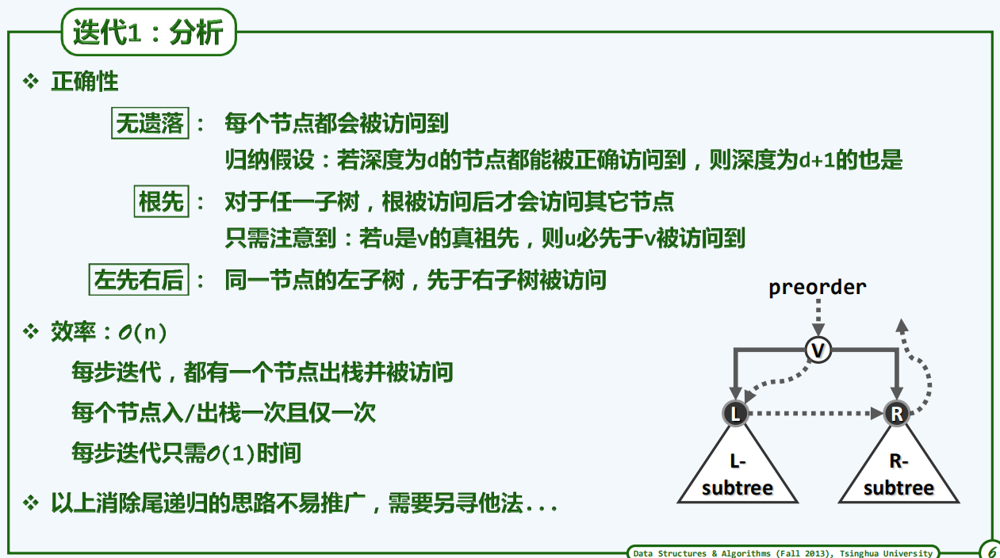 迭代1：分析
❖ 正确性
无遗落： 每个节点都会被访问到
归纳假设：若深度为d的节点都能被正确访问到，则深度为d+1的也是
根先： 对于任一子树，根被访问后才会访问其它节点
只需注意到：若u是v的真祖先，则u必先于v被访问到
左先右后： 同一节点的左子树，先于右子树被访问
❖ 效率：O(n)
每步迭代，都有一个节点出栈并被访问
每个节点入/出栈一次且仅一次
每步迭代只需O(1)时间
❖ 以上消除尾递归的思路不易推广，需要另寻他法...
preorder
V
L
R
L-
subtree
R-
subtree
Data Structures & Algorithms (Fall 2013), Tsinghua University
6